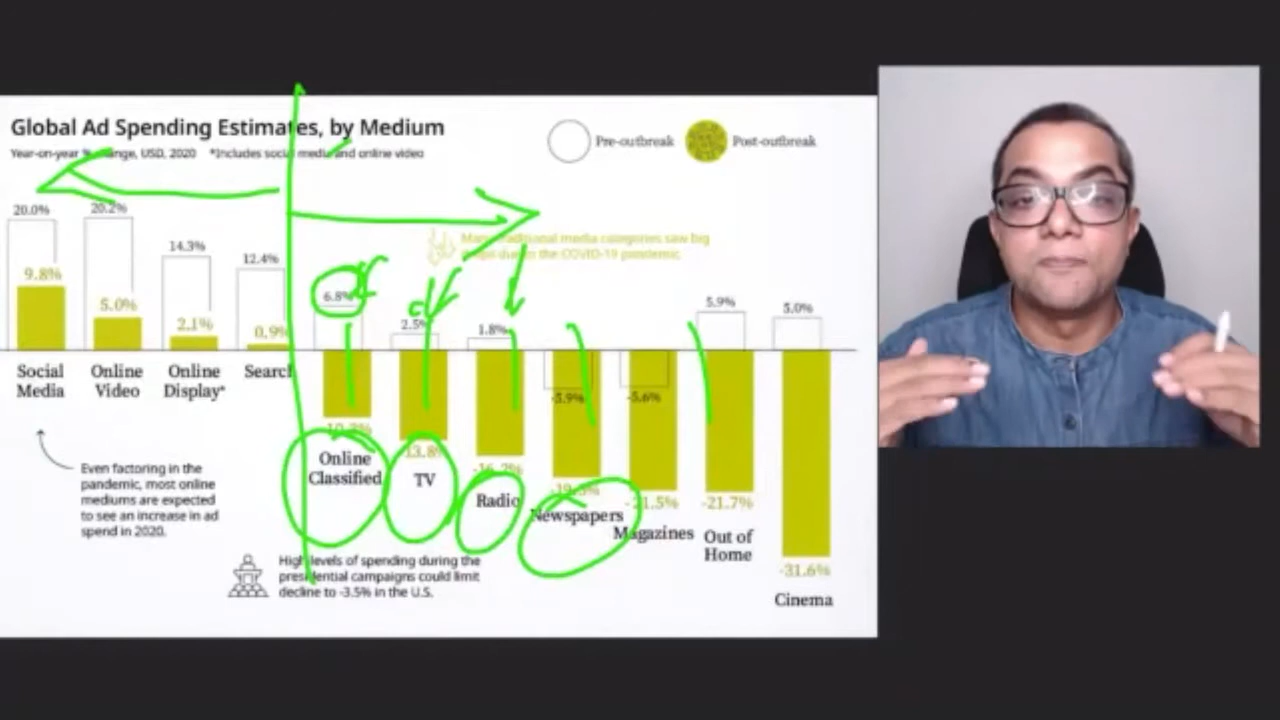 Global Ad Spending Estimates, by Medium
Year-on-year % change, USD, 2020 *Includes social media and online video
Pre-outbreak
Post-outbreak
Many traditional media categories saw big
drops due to the COVID-19 pandemic.
20.0%
20.2%
14.3%
12.4%
6.8%
2.5%
1.8%
5.9%
5.0%
9.8%
5.0%
2.1%
0.9%
-5.9%
-5.6%
-13.8%
-16.2%
-21.5%
-21.7%
-31.6%
Social
Media
Online
Video
Online
Display*
Search
Online
Classified
TV
Radio
Newspapers
Magazines
Out of
Home
Cinema
Even factoring in the
pandemic, most online
mediums are expected
to see an increase in ad
spend in 2020.
High levels of spending during the
presidential campaigns could limit
decline to -3.5% in the U.S.